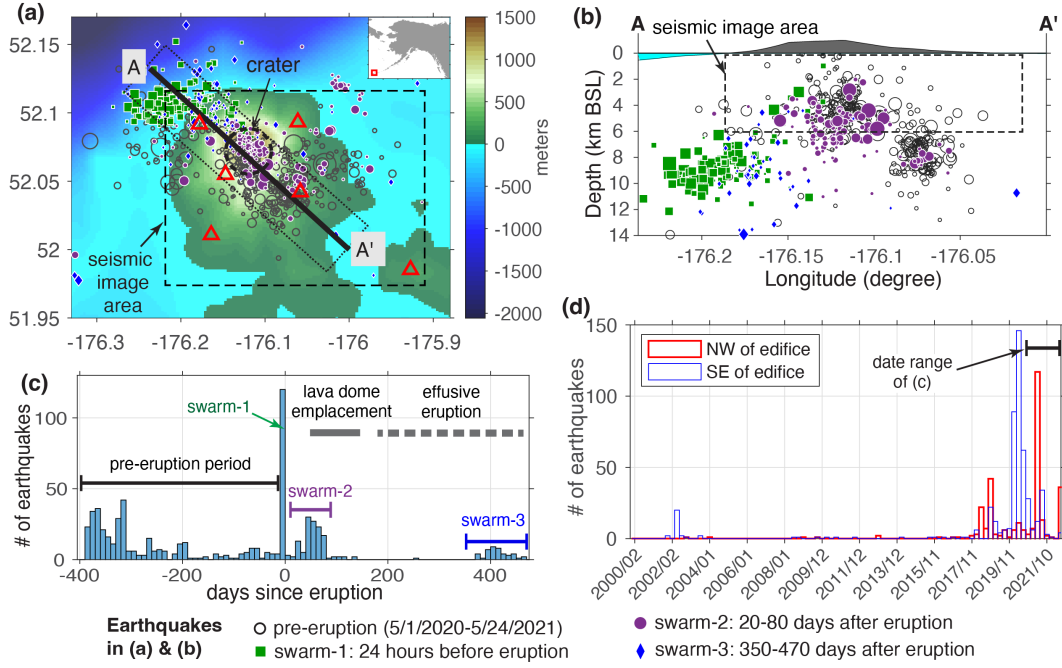 (a)
52.15
52.1
52.05
52
51.95
-176.3
-176.2
-176.1
-176
-175.9
A
A'
crater
seismic
image
area
1500
1000
500
0
-500
-1000
-1500
-2000
meters
(b)
seismic image area
A
A'
0
2
4
6
8
10
12
14
Depth (km BSL)
-176.2
-176.15
-176.1
-176.05
Longitude (degree)
(c)
# of earthquakes
100
50
0
swarm-1
lava dome
emplacement
effusive
eruption
pre-eruption period
swarm-2
swarm-3
-400
-200
0
200
400
days since eruption
(d)
# of earthquakes
150
100
50
0
NW of edifice
SE of edifice
date range
of (c)
2000/02
2002/02
2004/01
2006/01
2008/01
2009/12
2011/12
2013/12
2015/11
2017/11
2019/11
2021/10
Earthquakes
in (a) & (b)
pre-eruption (5/1/2020-5/24/2021)
swarm-1: 24 hours before eruption
swarm-2: 20-80 days after eruption
swarm-3: 350-470 days after eruption